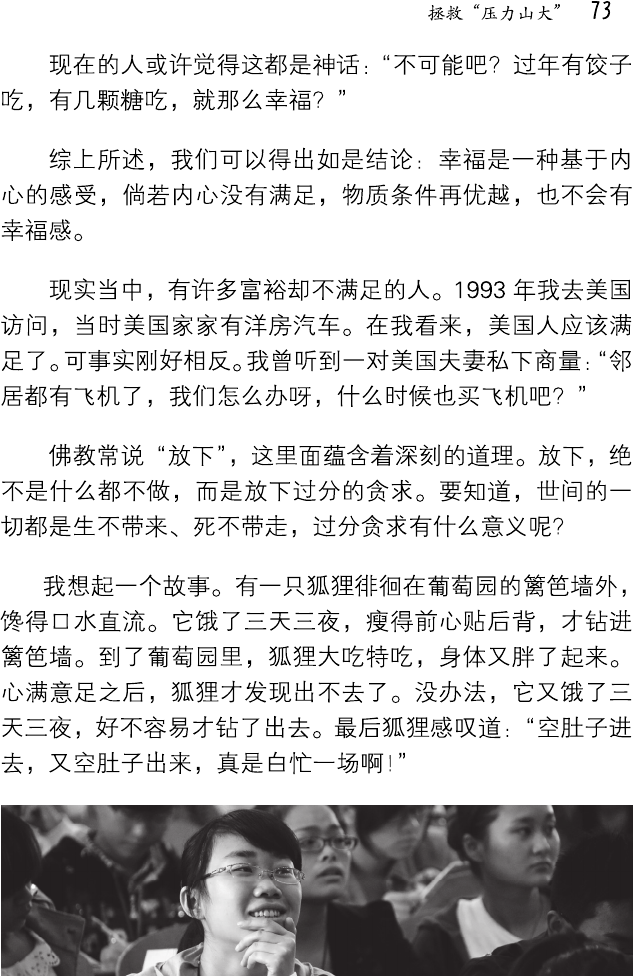 拯救“压力山大” 73
现在的人或许觉得这都是神话：“不可能吧？过年有饺子
吃，有几颗糖吃，就那么幸福？”
综上所述，我们可以得出如是结论：幸福是一种基于内
心的感受，倘若内心没有满足，物质条件再优越，也不会有
幸福感。
现实当中，有许多富裕却不满足的人。1993 年我去美国
访问，当时美国家家有洋房汽车。在我看来，美国人应该满
足了。可事实刚好相反。我曾听到一对美国夫妻私下商量：“邻
居都有飞机了，我们怎么办呀，什么时候也买飞机吧？”
佛教常说“放下”，这里面蕴含着深刻的道理。放下，绝
不是什么都不做，而是放下过分的贪求。要知道，世间的一
切都是生不带来、死不带走，过分贪求有什么意义呢？
我想起一个故事。有一只狐狸徘徊在葡萄园的篱笆墙外，
馋得口水直流。它饿了三天三夜，瘦得前心贴后背，才钻进
篱笆墙。到了葡萄园里，狐狸大吃特吃，身体又胖了起来。
心满意足之后，狐狸才发现出不去了。没办法，它又饿了三
天三夜，好不容易才钻了出去。最后狐狸感叹道：“空肚子进
去，又空肚子出来，真是白忙一场啊！”